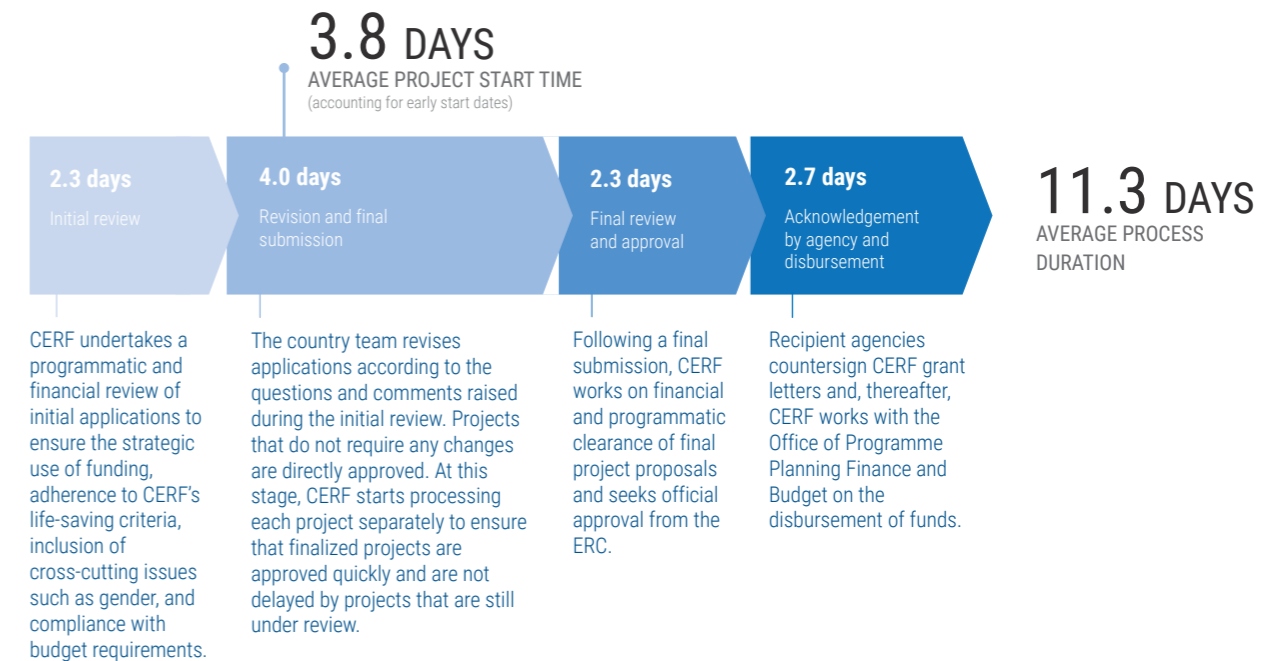 3.8 DAYS
AVERAGE PROJECT START TIME
(accounting for early start dates)
2.3 days
Initial review
4.0 days
Revision and final
submission
2.3 days
Final review
and approval
2.7 days
Acknowledgement
by agency and
disbursement
11.3 DAYS
AVERAGE PROCESS
DURATION
CERF undertakes a
programmatic and
financial review of
initial applications to
ensure the strategic
use of funding,
adherence to CERF's
life-saving criteria,
inclusion of
cross-cutting issues
such as gender, and
compliance with
budget requirements.
The country team revises
applications according to the
questions and comments raised
during the initial review. Projects
that do not require any changes
are directly approved. At this
stage, CERF starts processing
each project separately to ensure
that finalized projects are
approved quickly and are not
delayed by projects that are still
under review.
Following a final
submission, CERF
works on financial
and programmatic
clearance of final
project proposals
and seeks official
approval from the
ERC.
Recipient agencies
countersign CERF grant
letters and, thereafter,
CERF works with the
Office of Programme
Planning Finance and
Budget on the
disbursement of funds.